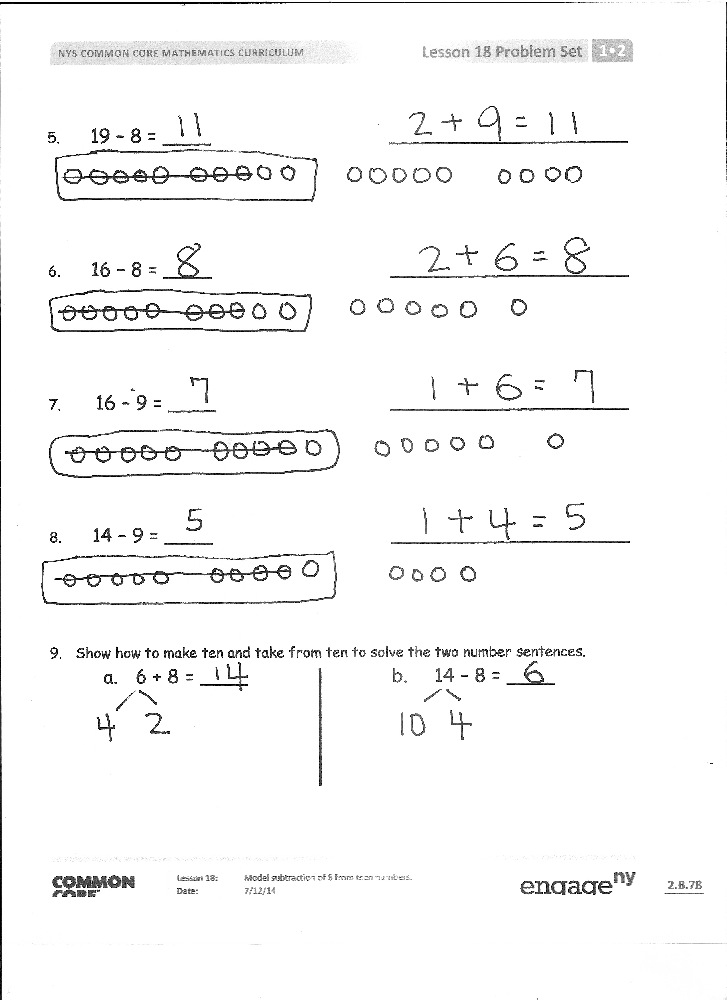 NYS COMMON CORE MATHEMATICS CURRICULUM Lesson 18 Problem Set 1•2
5. 19 - 8 = 11 2 + 9 = 11
6. 16 - 8 = 8 2 + 6 = 8
7. 16 - 9 = 7 1 + 6 = 7
8. 14 - 9 = 5 1 + 4 = 5
9. Show how to make ten and take from ten to solve the two number sentences.
a. 6 + 8 = 14 b. 14 - 8 = 6
4 2 10 4
COMMON CORE™
Lesson 18: Model subtraction of 8 from teen numbers.
Date: 7/12/14
engage ny
2.B.78